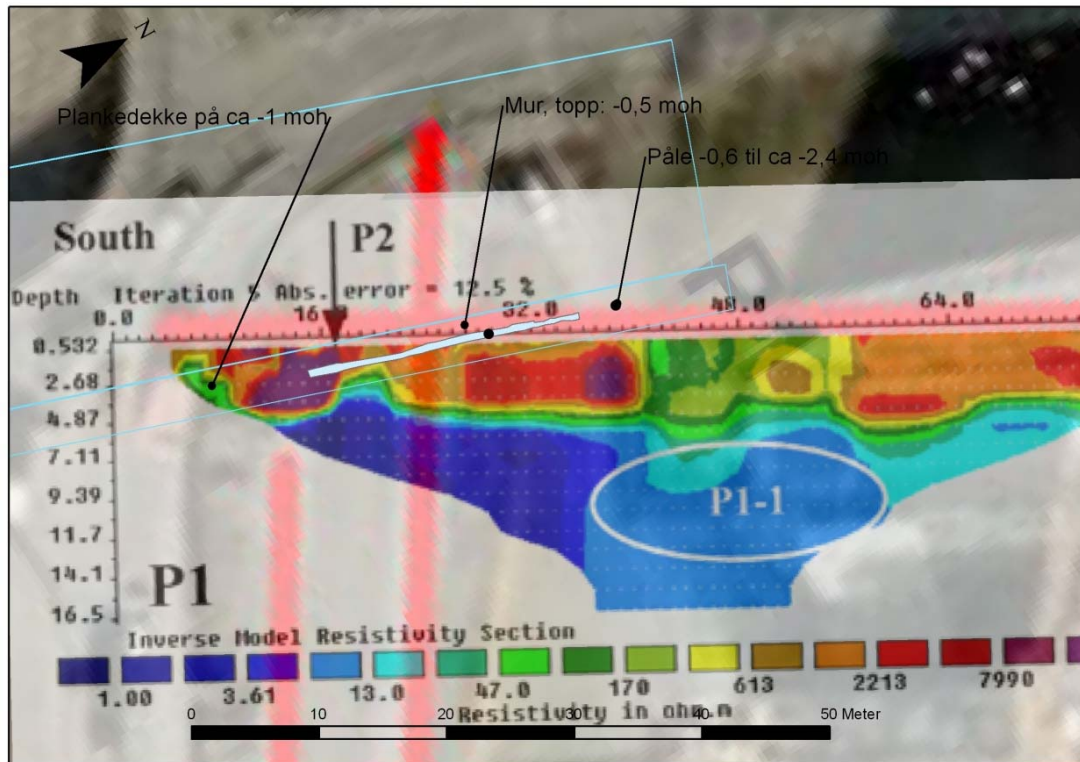 N
Plankedekke på ca -1 moh
Mur, topp: -0,5 moh
Påle -0,6 til ca -2,4 moh
South
P2
Depth Iteration 5 Abs. error = 12.5 %
0.0 32.0 48.0 64.0
0.532
2.68
4.87
7.11
9.39
11.7
14.1
16.5
P1-1
P1
Inverse Model Resistivity Section
1.00 3.61 13.0 47.0 170 613 2213 7990
Resistivity in ohm.m
0 10 20 30 40 50 Meter